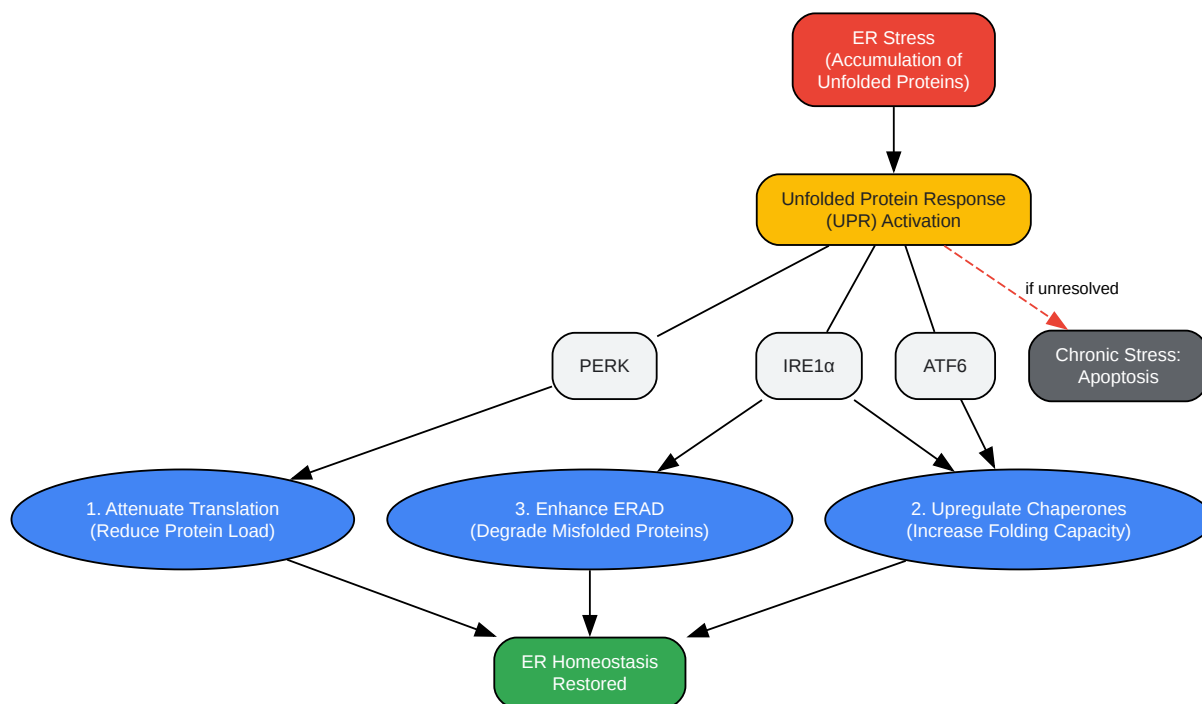 ER Stress
(Accumulation of
Unfolded Proteins)
Unfolded Protein Response
(UPR) Activation
if unresolved
PERK
IRE1α
ATF6
Chronic Stress:
Apoptosis
1. Attenuate Translation
(Reduce Protein Load)
3. Enhance ERAD
(Degrade Misfolded Proteins)
2. Upregulate Chaperones
(Increase Folding Capacity)
ER Homeostasis
Restored